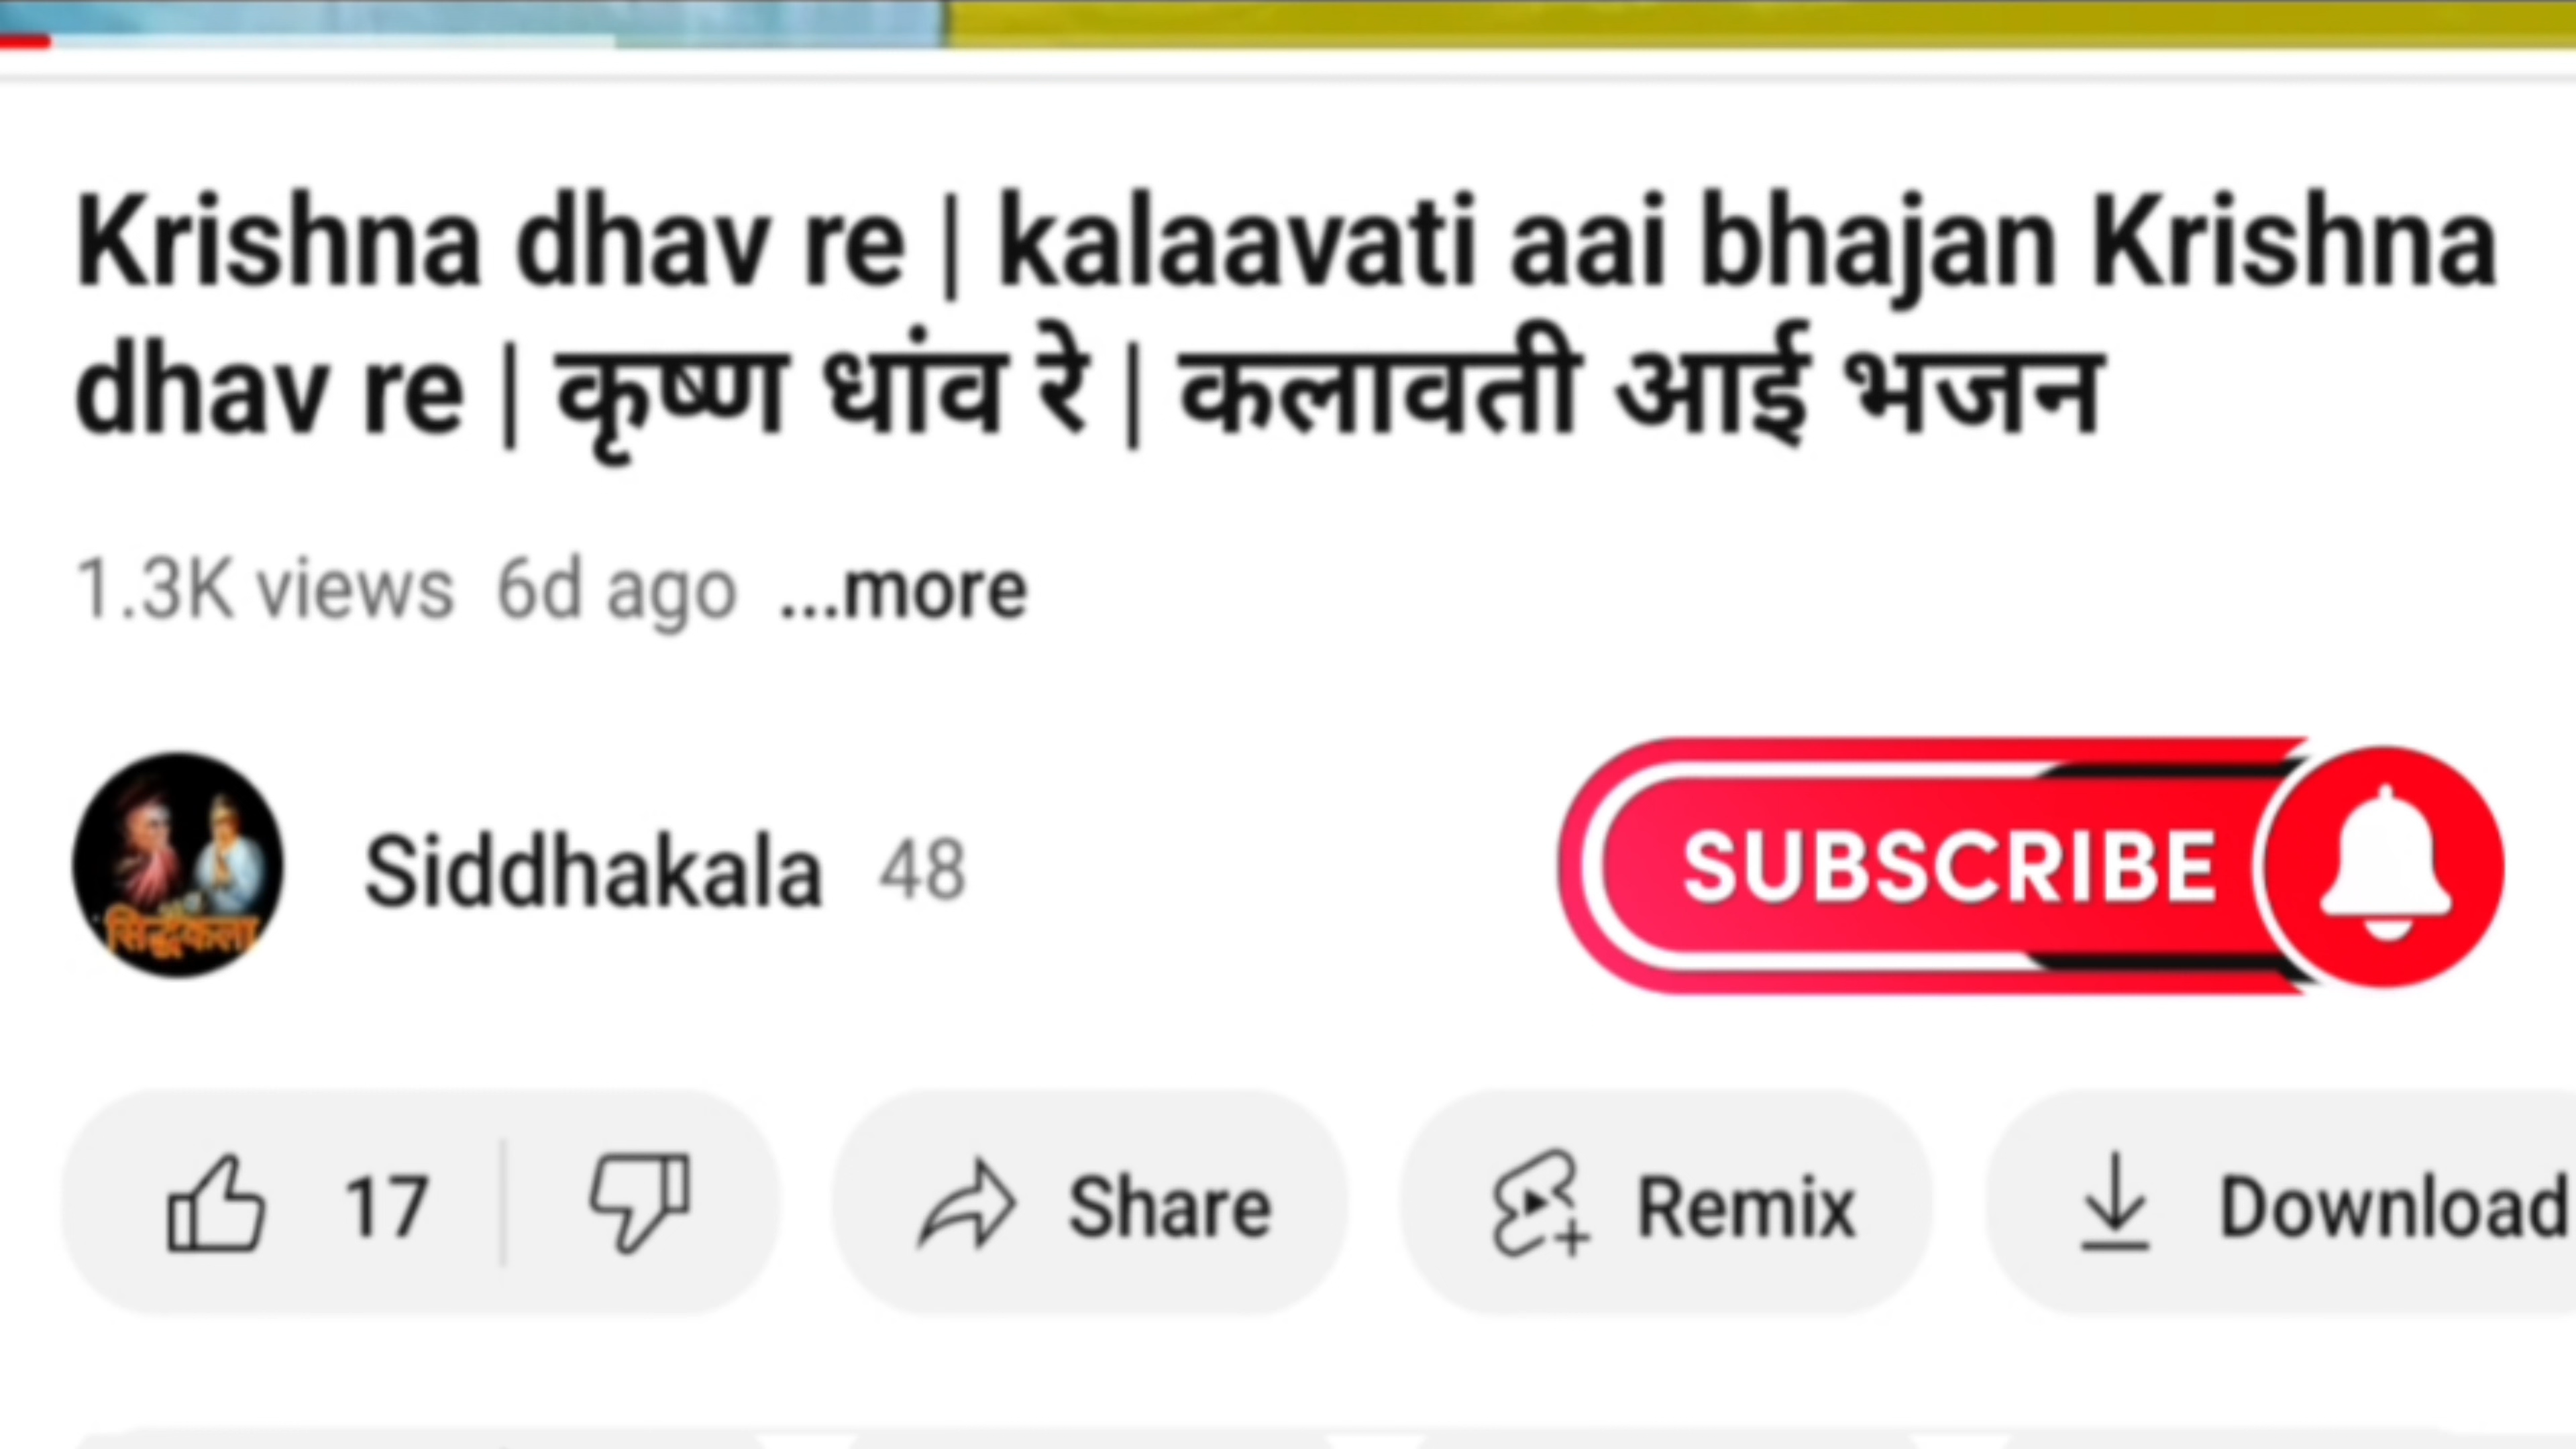 Krishna dhav re | kalaavati aai bhajan Krishna
dhav re | कृष्ण धांव रे | कलावती आई भजन
1.3K views 6d ago ...more
सिद्धकला
Siddhakala 48
SUBSCRIBE
17
Share
Remix
Download